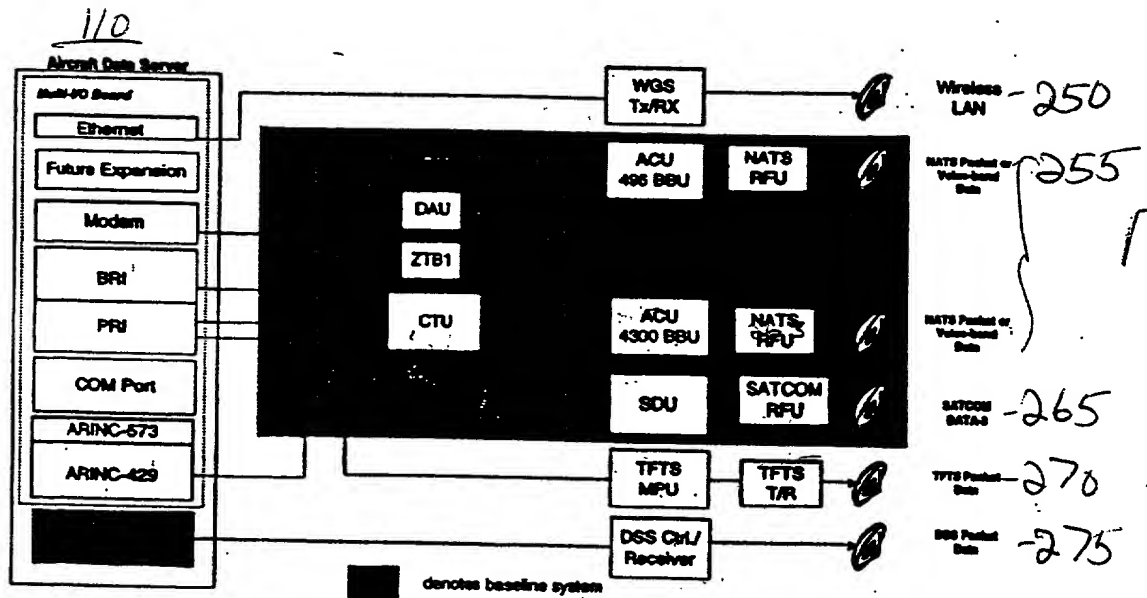 110
Aircraft Data Server
Multi-I/O Board
Ethernet
Future Expansion
Modem
BRI
PRI
COM Port
ARINC-573
ARINC-429
DAU
ZTB1
CTU
WGS
Tx/RX
ACU
495 BBU
NATS
RFU
ACU
4300 BBU
NATS
RFU
SDU
SATCOM
RFU
TFTS
MPU
TFTS
T/R
DSS Ctrl./
Receiver
Wireless
LAN
-250
NATS Packet or
Voice-band
Data
-255
NATS Packet or
Voice-band
Data
SATCOM
DATA-3
-265
TFTS Packet
Data
-270
DSS Packet
Data
-275
denotes baseline system